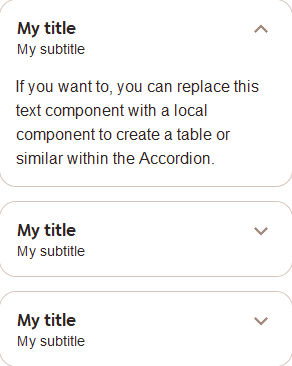 My title
My subtitle
If you want to, you can replace this
text component with a local
component to create a table or
similar within the Accordion.
My title
My subtitle
My title
My subtitle